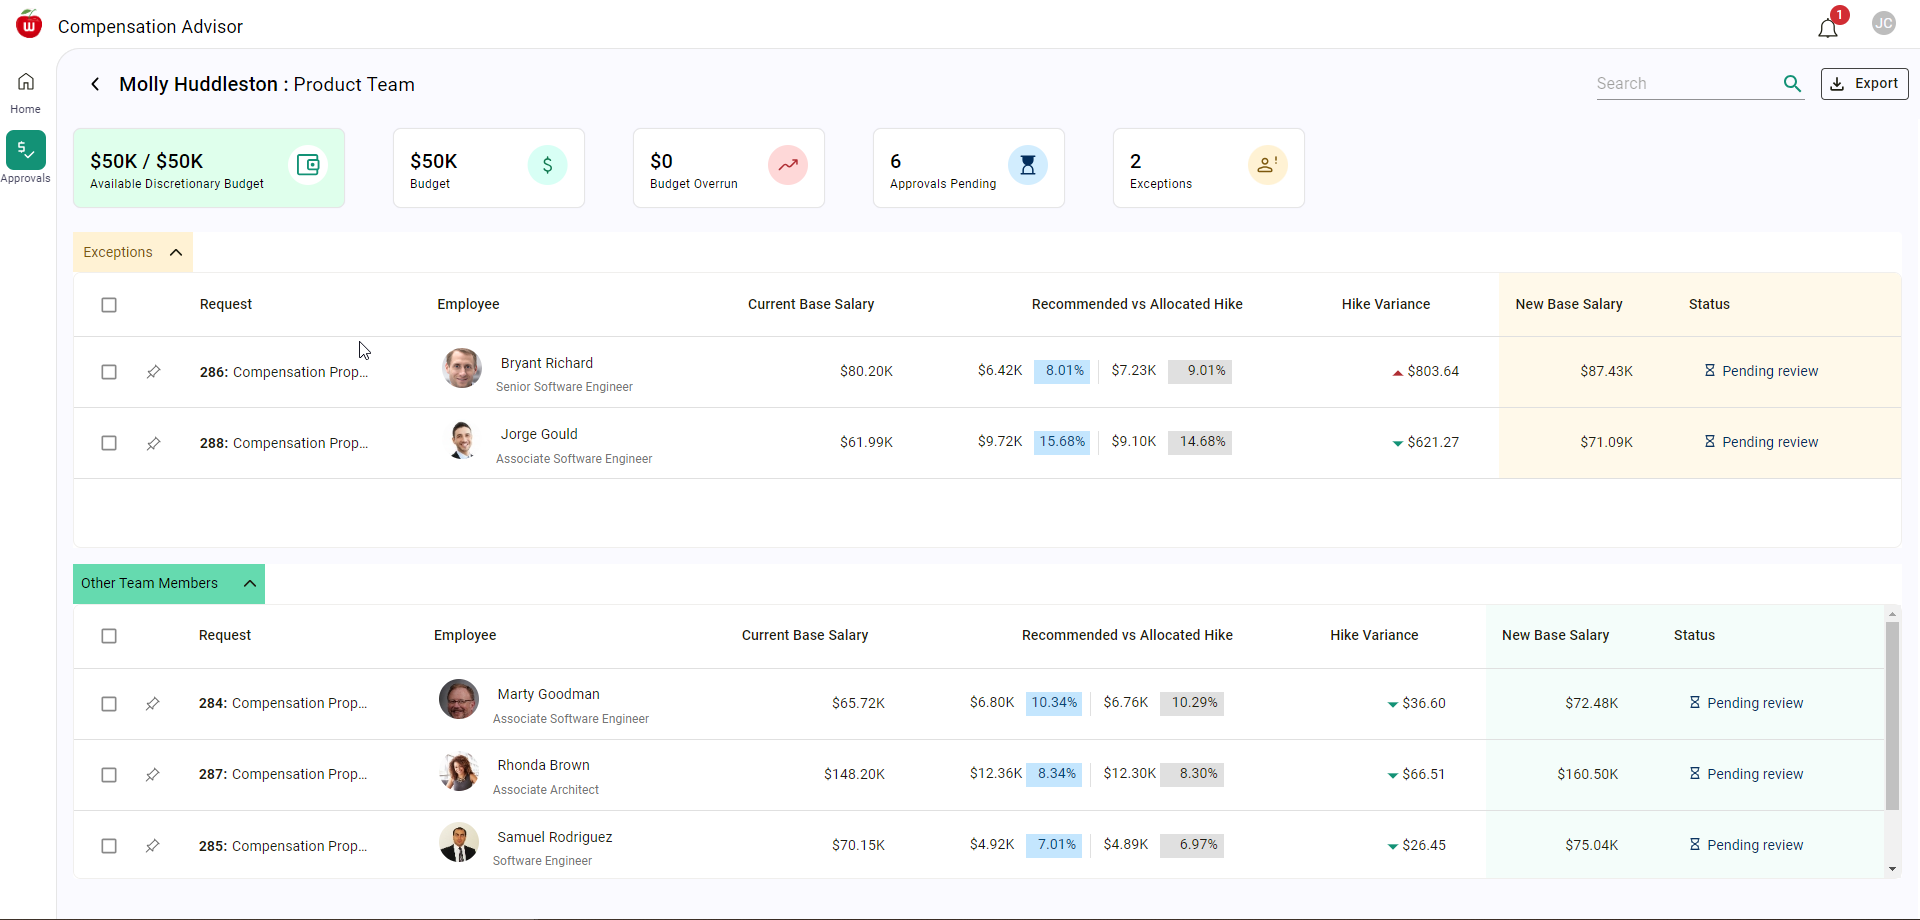 w Compensation Advisor
1
JC
Home
Approvals
Molly Huddleston : Product Team
Search
Export
$50K / $50K
Available Discretionary Budget
$50K
Budget
$
$0
Budget Overrun
6
Approvals Pending
2
Exceptions
Exceptions
Request Employee Current Base Salary Recommended vs Allocated Hike Hike Variance New Base Salary Status
286: Compensation Prop... Bryant Richard $80.20K $6.42K 8.01% $7.23K 9.01% $803.64 $87.43K Pending review
Senior Software Engineer
288: Compensation Prop... Jorge Gould $61.99K $9.72K 15.68% $9.10K 14.68% $621.27 $71.09K Pending review
Associate Software Engineer
Other Team Members
Request Employee Current Base Salary Recommended vs Allocated Hike Hike Variance New Base Salary Status
284: Compensation Prop... Marty Goodman $65.72K $6.80K 10.34% $6.76K 10.29% $36.60 $72.48K Pending review
Associate Software Engineer
287: Compensation Prop... Rhonda Brown $148.20K $12.36K 8.34% $12.30K 8.30% $66.51 $160.50K Pending review
Associate Architect
285: Compensation Prop... Samuel Rodriguez $70.15K $4.92K 7.01% $4.89K 6.97% $26.45 $75.04K Pending review
Software Engineer